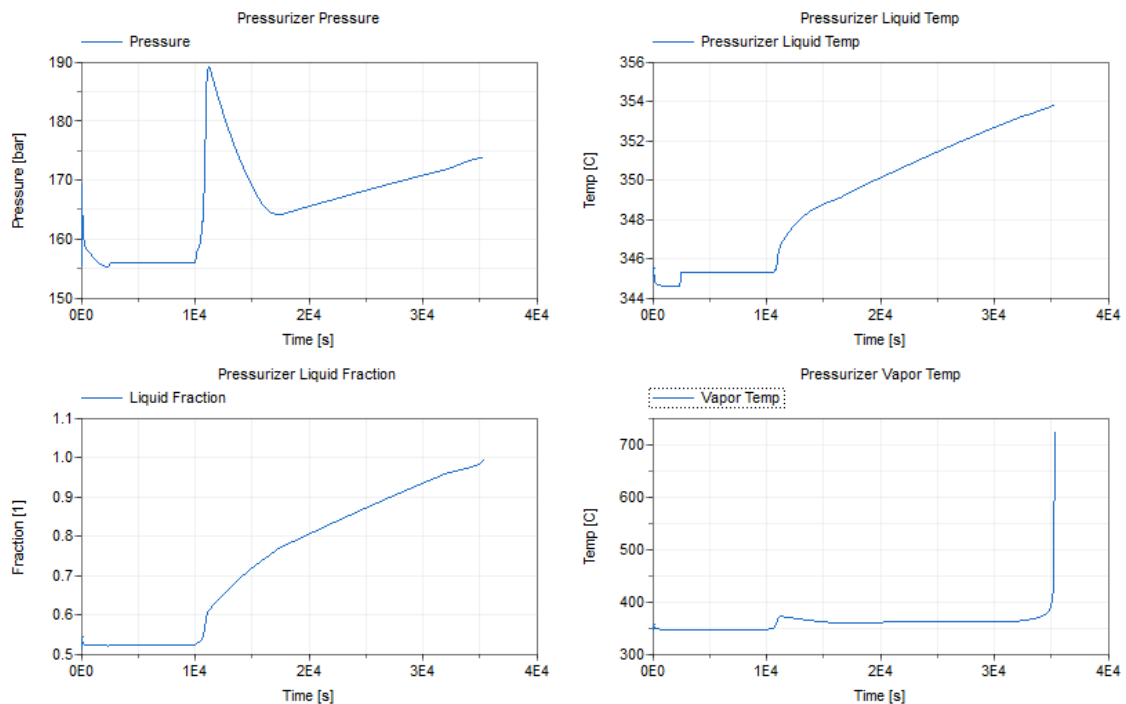 Pressurizer Pressure
Pressure
190
180
170
160
150
Pressure [bar]
0E0
1E4
2E4
3E4
4E4
Time [s]
Pressurizer Liquid Temp
Pressurizer Liquid Temp
356
354
352
350
348
346
344
Temp [C]
0E0
1E4
2E4
3E4
4E4
Time [s]
Pressurizer Liquid Fraction
Liquid Fraction
1.1
1.0
0.9
0.8
0.7
0.6
0.5
Fraction [1]
0E0
1E4
2E4
3E4
4E4
Time [s]
Pressurizer Vapor Temp
Vapor Temp
700
600
500
400
300
Temp [C]
0E0
1E4
2E4
3E4
4E4
Time [s]